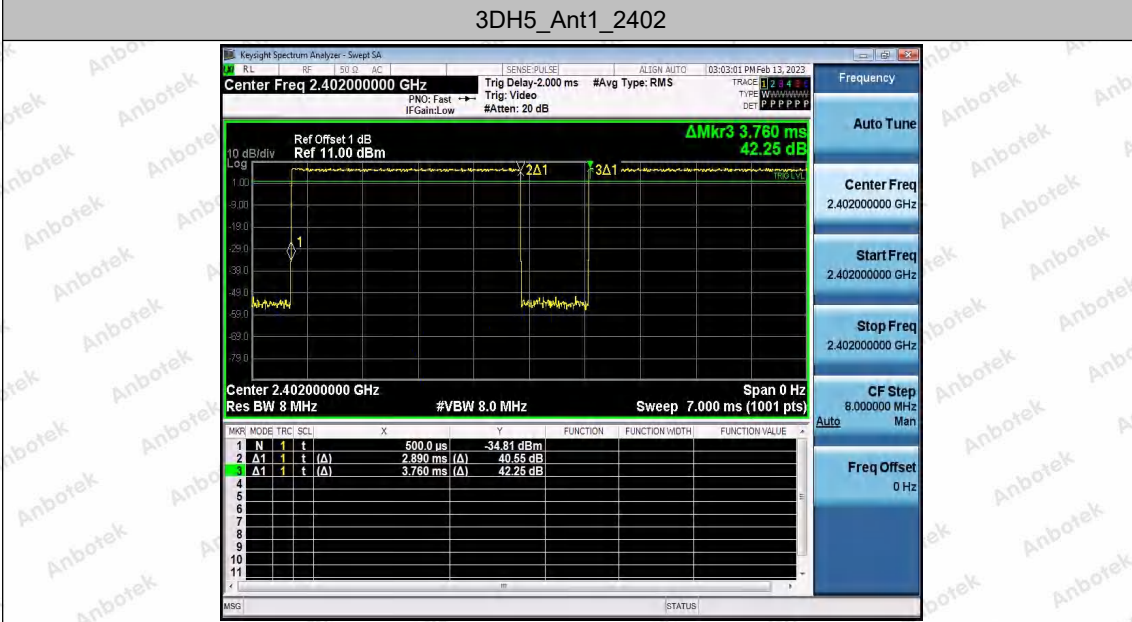 3DH5_Ant1_2402
Keysight Spectrum Analyzer - Swept SA
RL RF 50 Ω AC SENSE:PULSE ALIGN AUTO 03:03:01 PM Feb 13, 2023
Center Freq 2.402000000 GHz
PNO: Fast
IFGain:Low
Trig Delay-2.000 ms
Trig: Video
#Atten: 20 dB
#Avg Type: RMS
TRACE 1 2 3 4 5 6
TYPE WWWWWW
DET P P P P P P
Frequency
Ref Offset 1 dB
10 dB/div Ref 11.00 dBm
Log
ΔMkr3 3.760 ms
42.25 dB
1.00
-9.00
-19.0
-29.0
-39.0
-49.0
-59.0
-69.0
-79.0
1
2Δ1
3Δ1
TRIG LVL
Center 2.402000000 GHz Span 0 Hz
Res BW 8 MHz #VBW 8.0 MHz Sweep 7.000 ms (1001 pts)
MKR MODE TRC SCL X Y FUNCTION FUNCTION WIDTH FUNCTION VALUE
1 N 1 t 500.0 µs -34.81 dBm
2 Δ1 1 t (Δ) 2.890 ms (Δ) 40.55 dB
3 Δ1 1 t (Δ) 3.760 ms (Δ) 42.25 dB
4
5
6
7
8
9
10
11
MSG STATUS
Auto Tune
Center Freq
2.402000000 GHz
Start Freq
2.402000000 GHz
Stop Freq
2.402000000 GHz
CF Step
8.000000 MHz
Auto Man
Freq Offset
0 Hz
Anbotek